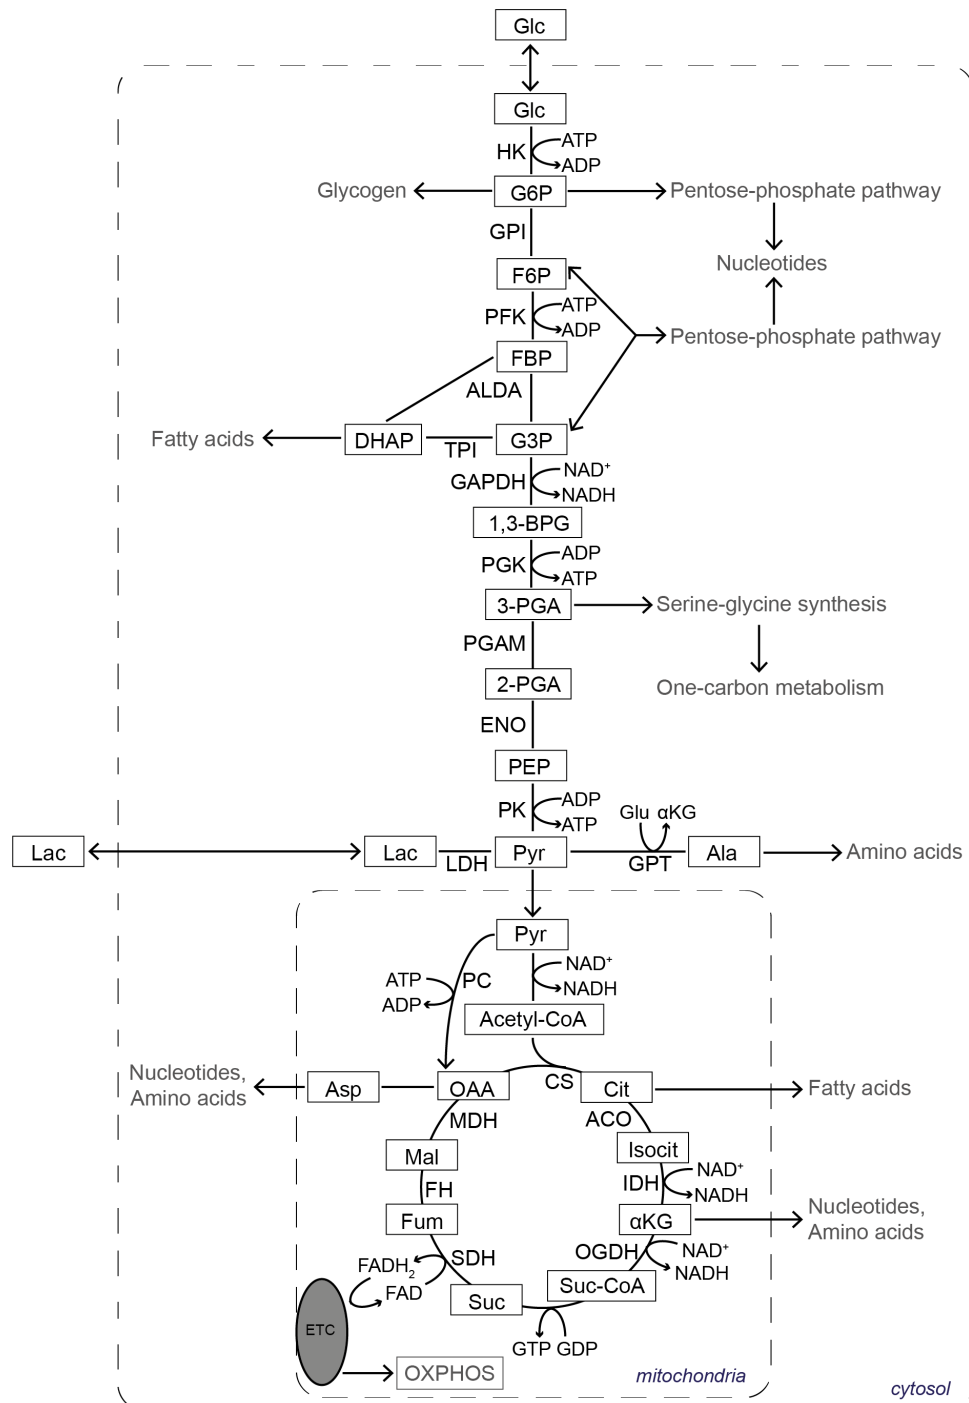 Glc
Glc
HK
ATP
ADP
Glycogen
G6P
Pentose-phosphate pathway
GPI
Nucleotides
F6P
PFK
ATP
ADP
Pentose-phosphate pathway
FBP
ALDA
Fatty acids
DHAP
TPI
G3P
GAPDH
NAD⁺
NADH
1,3-BPG
PGK
ADP
ATP
3-PGA
Serine-glycine synthesis
PGAM
2-PGA
One-carbon metabolism
ENO
PEP
PK
ADP
ATP
Glu αKG
Lac
Lac
LDH
Pyr
GPT
Ala
Amino acids
Pyr
ATP
ADP
PC
NAD⁺
NADH
Acetyl-CoA
Nucleotides,
Amino acids
Asp
OAA
CS
Cit
Fatty acids
MDH
ACO
Mal
Isocit
FH
IDH
NAD⁺
NADH
Fum
αKG
Nucleotides,
Amino acids
SDH
OGDH
NAD⁺
NADH
FADH₂
FAD
Suc
Suc-CoA
ETC
GTP GDP
OXPHOS
mitochondria
cytosol